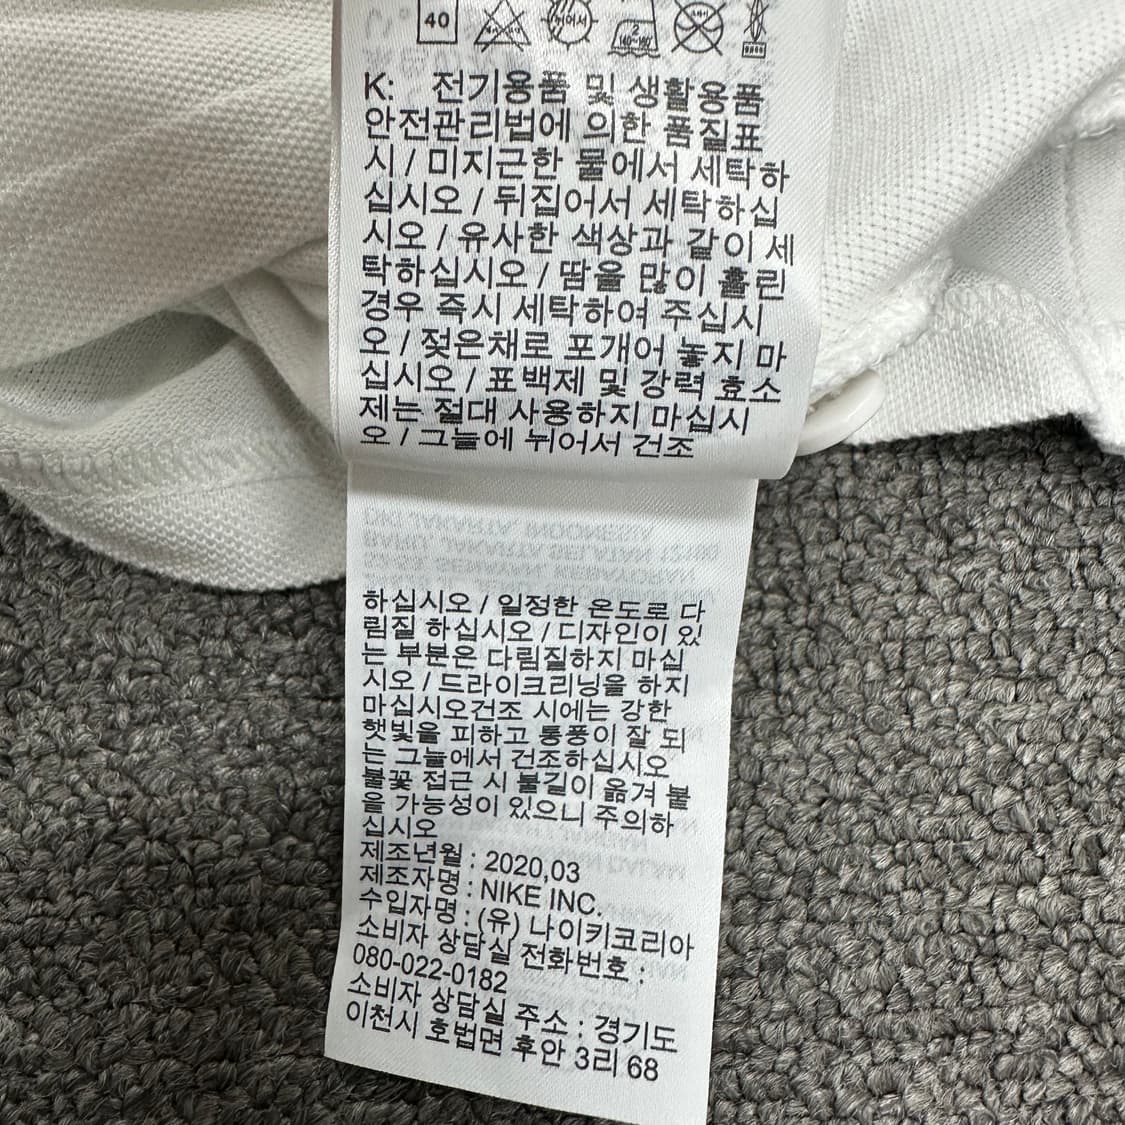 40
2
140~160℃
K: 전기용품 및 생활용품
안전관리법에 의한 품질표
시 / 미지근한 물에서 세탁하
십시오 / 뒤집어서 세탁하십
시오 / 유사한 색상과 같이 세
탁하십시오 / 땀을 많이 흘린
경우 즉시 세탁하여 주십시
오 / 젖은채로 포개어 놓지 마
십시오 / 표백제 및 강력 효소
제는 절대 사용하지 마십시
오 / 그늘에 뉘어서 건조
DKI JAKARTA, INDONESIA
BARU, JAKARTA SELATAN 12190
SENAYAN, KEBAYORAN
하십시오 / 일정한 온도로 다
림질 하십시오 / 디자인이 있
는 부분은 다림질하지 마십
시오 / 드라이크리닝을 하지
마십시오건조 시에는 강한
햇빛을 피하고 통풍이 잘 되
는 그늘에서 건조하십시오
불꽃 접근 시 불길이 옮겨 붙
을 가능성이 있으니 주의하
십시오
제조년월 : 2020,03
제조자명 : NIKE INC.
수입자명 : (유) 나이키코리아
소비자 상담실 전화번호 :
080-022-0182
소비자 상담실 주소 : 경기도
이천시 호법면 후안 3리 68